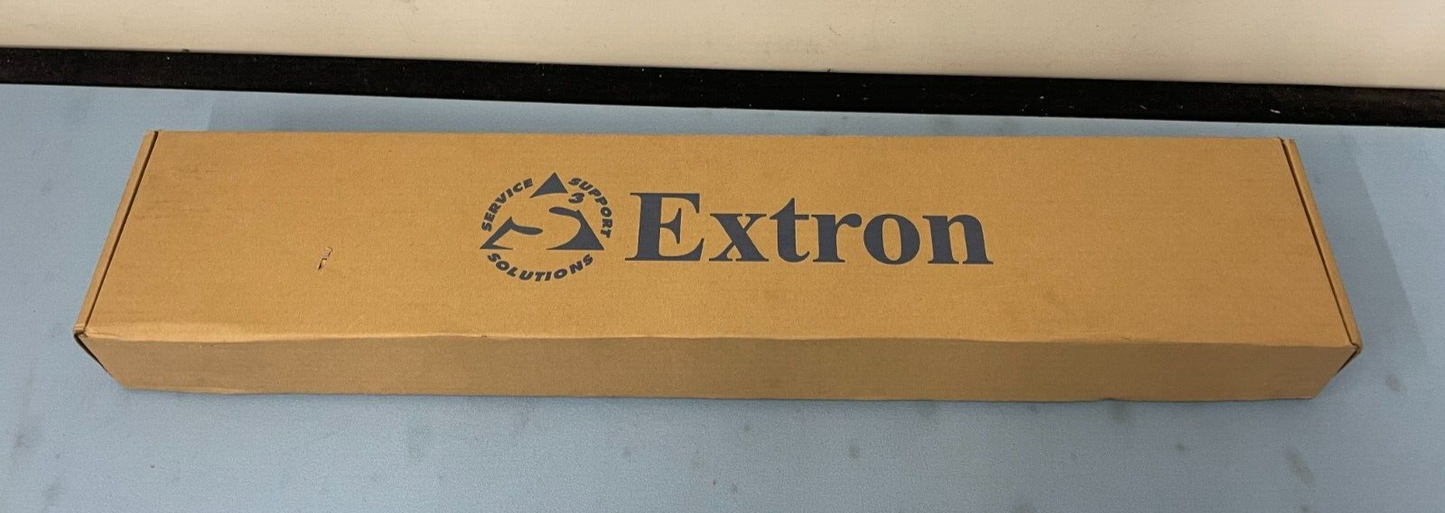 SERVICE SUPPORT
SOLUTIONS
S3
Extron